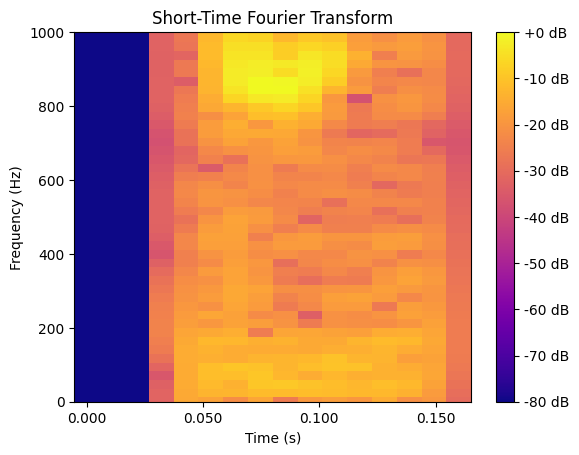 Short-Time Fourier Transform
1000
800
600
400
200
0
Frequency (Hz)
0.000
0.050
0.100
0.150
Time (s)
+0 dB
-10 dB
-20 dB
-30 dB
-40 dB
-50 dB
-60 dB
-70 dB
-80 dB